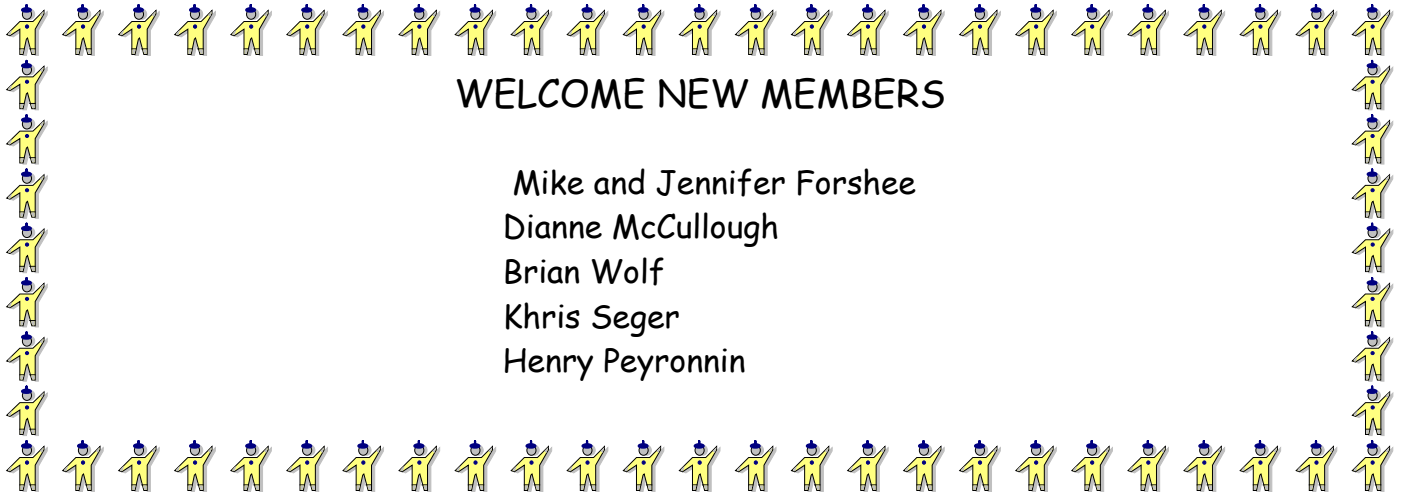 WELCOME NEW MEMBERS
Mike and Jennifer Forshee
Dianne McCullough
Brian Wolf
Khris Seger
Henry Peyronnin